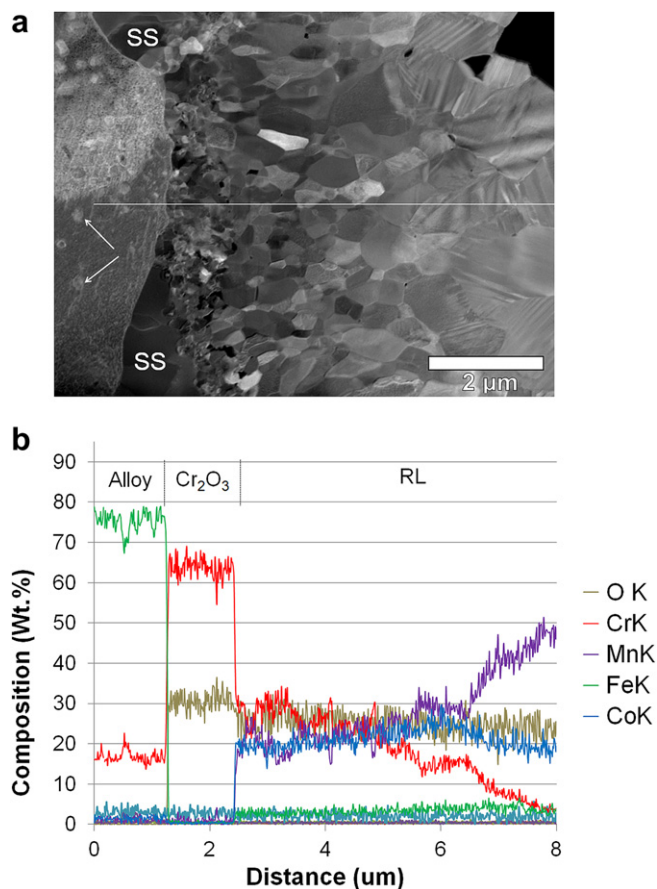 a
SS
SS
2 µm
b
90
80
70
60
50
40
30
20
10
0
Composition (Wt.%)
Alloy
Cr₂O₃
RL
0
2
4
6
8
Distance (um)
O K
CrK
MnK
FeK
CoK